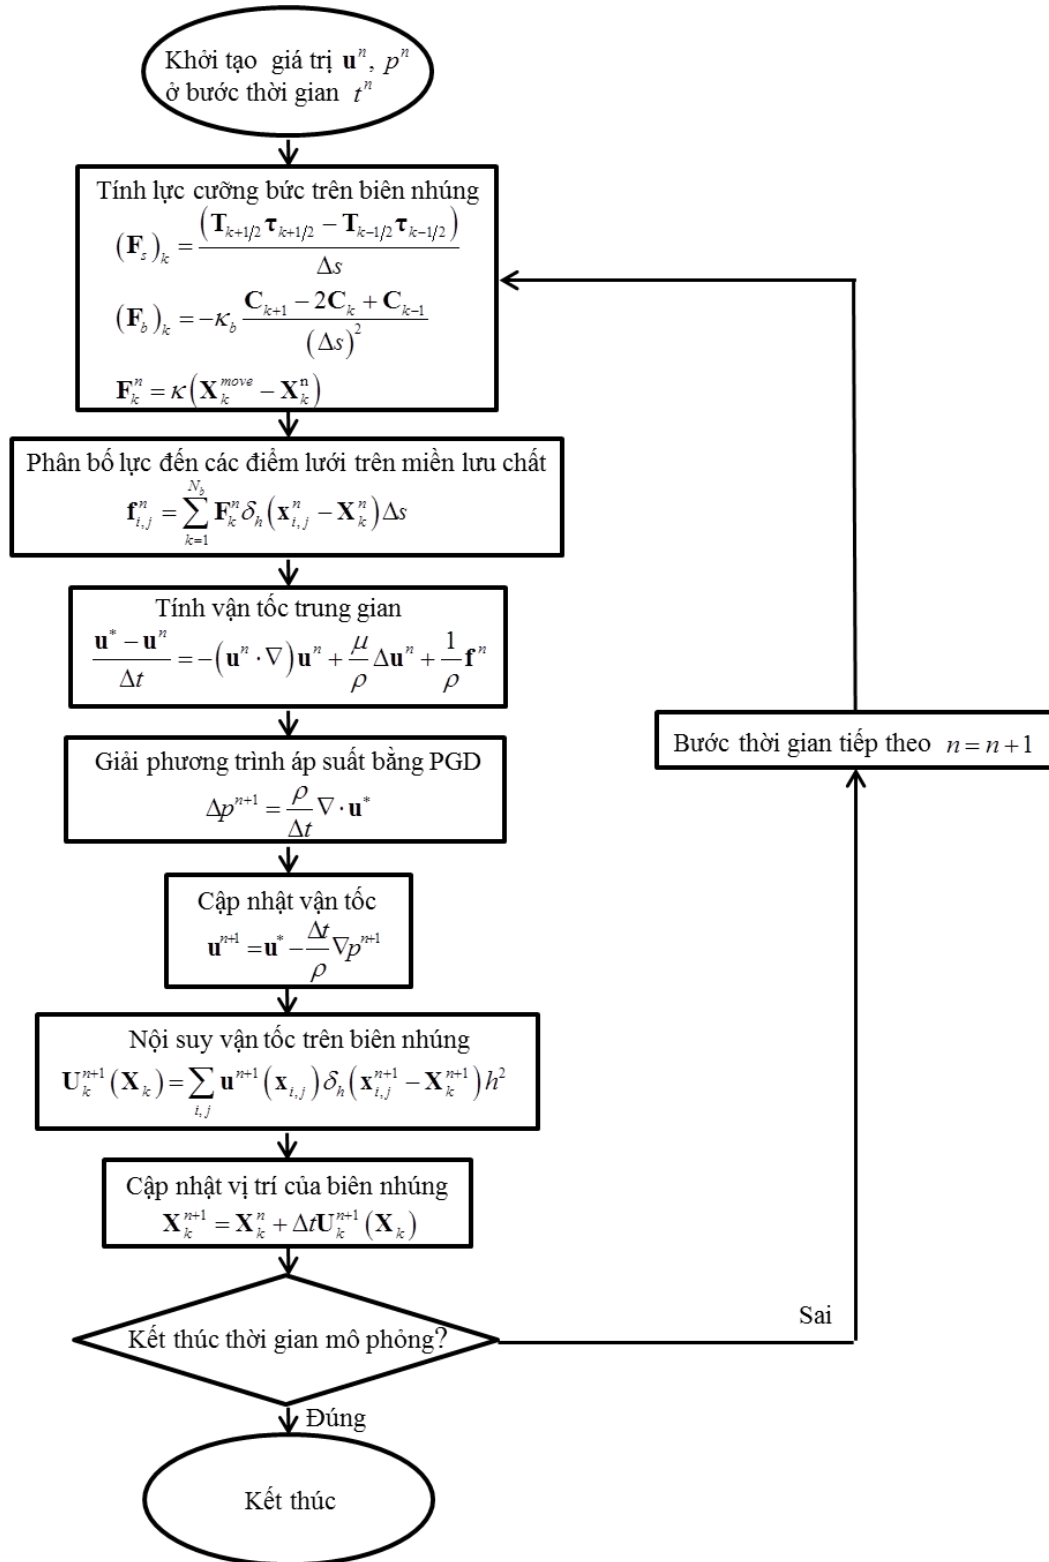 Khởi tạo giá trị uⁿ, pⁿ
ở bước thời gian tⁿ
Tính lực cưỡng bức trên biên nhúng
(F_s)_k = (T_{k+1/2} τ_{k+1/2} − T_{k−1/2} τ_{k−1/2}) / Δs
(F_b)_k = −κ_b (C_{k+1} − 2C_k + C_{k−1}) / (Δs)²
F_k^n = κ(X_k^{move} − X_k^n)
Phân bố lực đến các điểm lưới trên miền lưu chất
f_{i,j}^n = ∑_{k=1}^{N_b} F_k^n δ_h(x_{i,j}^n − X_k^n)Δs
Tính vận tốc trung gian
(u^* − u^n) / Δt = −(u^n · ∇)u^n + (μ/ρ)Δu^n + (1/ρ)f^n
Giải phương trình áp suất bằng PGD
Δp^{n+1} = (ρ/Δt) ∇ · u^*
Bước thời gian tiếp theo n = n + 1
Cập nhật vận tốc
u^{n+1} = u^* − (Δt/ρ) ∇p^{n+1}
Nội suy vận tốc trên biên nhúng
U_k^{n+1}(X_k) = ∑_{i,j} u^{n+1}(x_{i,j}) δ_h(x_{i,j}^{n+1} − X_k^{n+1})h²
Cập nhật vị trí của biên nhúng
X_k^{n+1} = X_k^n + ΔtU_k^{n+1}(X_k)
Kết thúc thời gian mô phỏng?
Sai
Đúng
Kết thúc